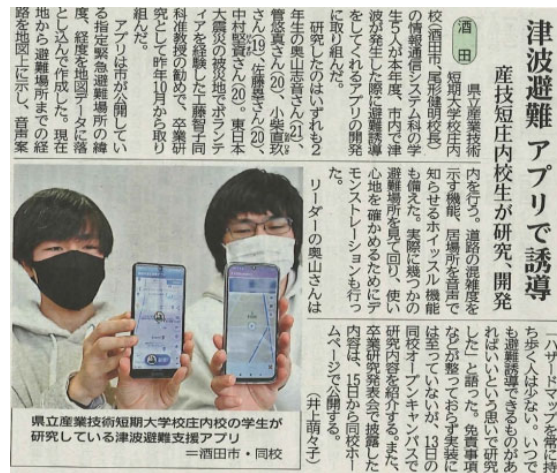 津波避難 アプリで誘導
産技短庄内校生が研究、開発
酒田
県立産業技術
短期大学校庄内
校（酒田市、尾形健明校長）
の情報通信システム科の学
生5人が本年度、市内で津
波が発生した際に避難誘導
をしてくれるアプリの開発
に取り組んだ。
研究したのはいずれも2
年生の奥山志音さん(21)、
菅悠真さん(20)、小柴直玖
さん(19)、佐藤塁さん(20)、
中村堅資さん(20)。東日本
大震災の被災地でボランテ
ィアを経験した工藤智子同
科准教授の勧めで、卒業研
究として昨年10月から取り
組んだ。
アプリは市が公開してい
る指定緊急避難場所の緯
度、経度を地図データに落
とし込んで作成した。現在
地から避難場所までの経
路を地図上に示し、音声案
内を行う。道路の混雑度を
示す機能、居場所を音声で
知らせるホイッスル機能
も備えた。実際に幾つかの
避難場所を見て回り、使い
心地を確かめるためにデ
モンストレーションも行っ
た。
リーダーの奥山さんは
「ハザードマップを常に持
ち歩く人は少ない。いつで
も避難誘導できるものがあ
ればいいという思いで研究
した」と語った。免責事項
などが整っておらず実装に
は至っていないが、13日の
同校オープンキャンパスで
研究内容を紹介する。また、
卒業研究発表会で披露した
内容は、15日から同校ホー
ムページで公開する。
（井上萌々子）
県立産業技術短期大学校庄内校の学生が
研究している津波避難支援アプリ
＝酒田市・同校